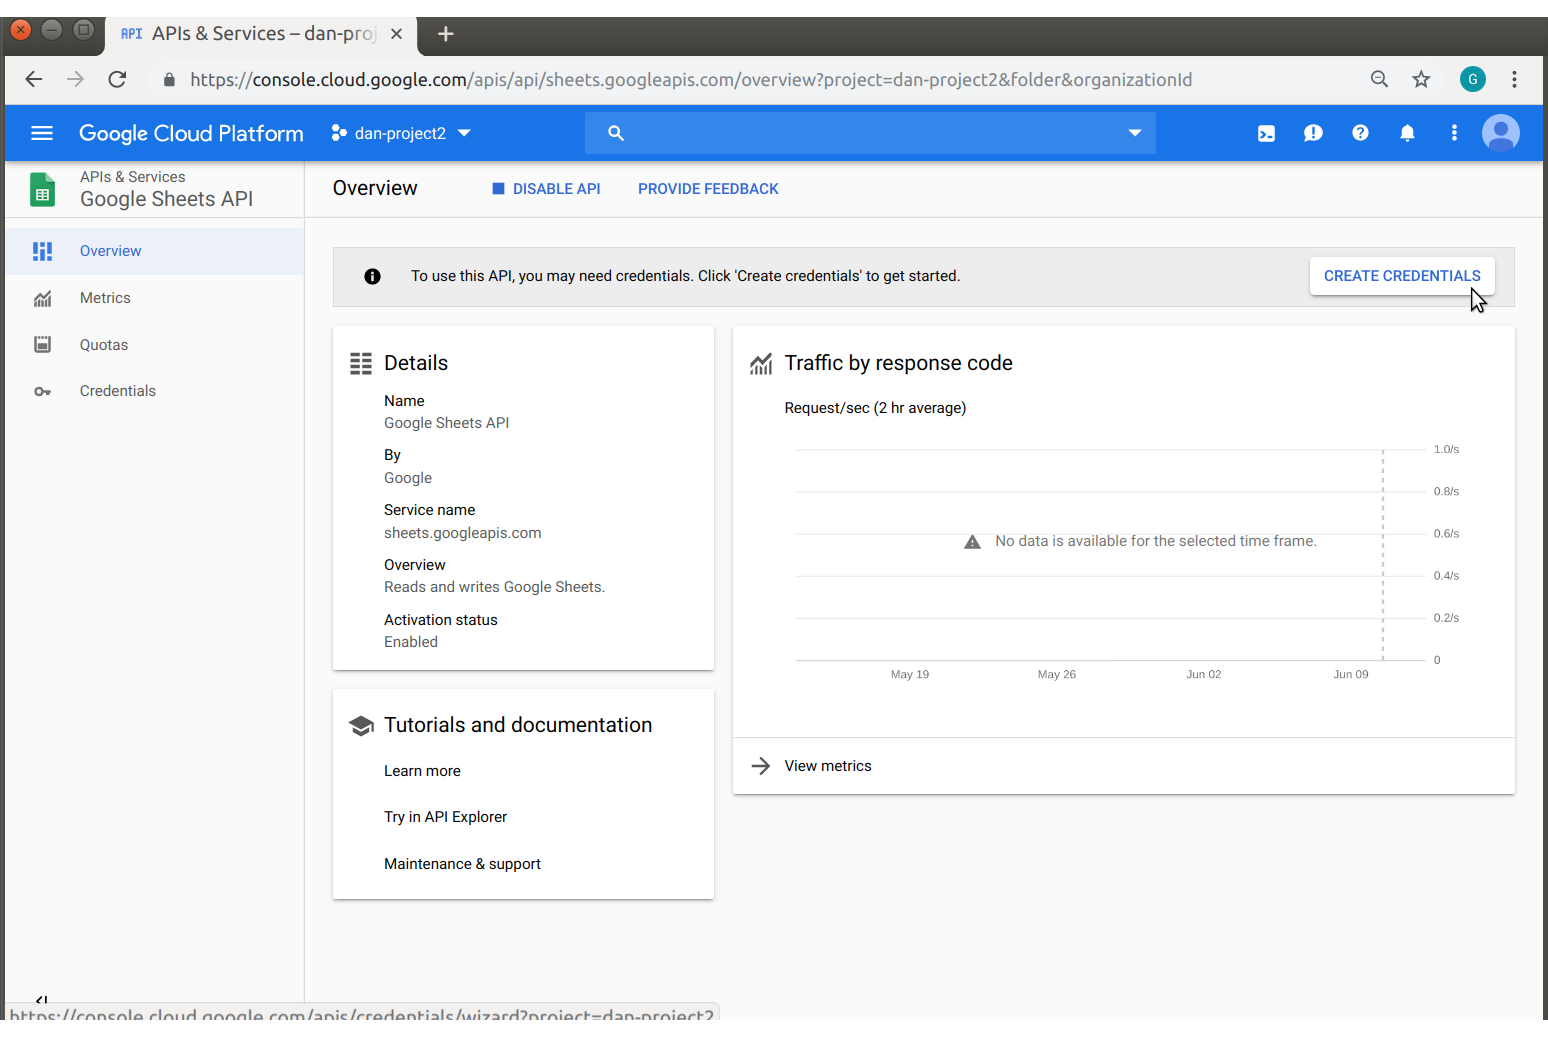 API APIs & Services – dan-proj
https://console.cloud.google.com/apis/api/sheets.googleapis.com/overview?project=dan-project2&folder&organizationId
G
Google Cloud Platform
dan-project2
APIs & Services
Google Sheets API
Overview
DISABLE API
PROVIDE FEEDBACK
Overview
Metrics
Quotas
Credentials
To use this API, you may need credentials. Click 'Create credentials' to get started.
CREATE CREDENTIALS
Details
Name
Google Sheets API
By
Google
Service name
sheets.googleapis.com
Overview
Reads and writes Google Sheets.
Activation status
Enabled
Tutorials and documentation
Learn more
Try in API Explorer
Maintenance & support
Traffic by response code
Request/sec (2 hr average)
1.0/s
0.8/s
0.6/s
No data is available for the selected time frame.
0.4/s
0.2/s
0
May 19
May 26
Jun 02
Jun 09
View metrics
https://console.cloud.google.com/apis/credentials/wizard?project=dan-project2